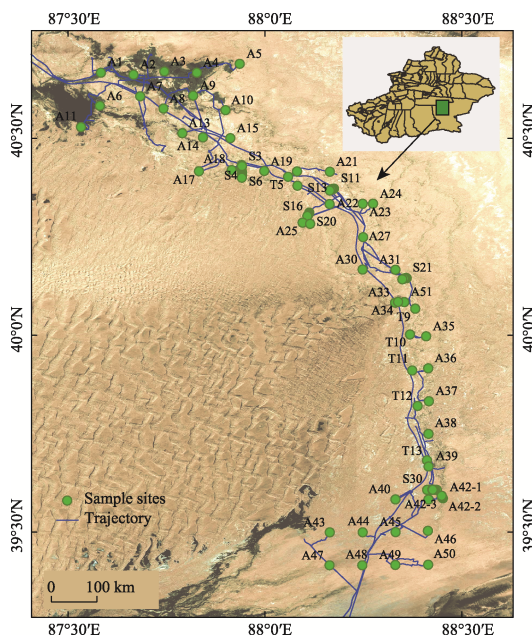 87°30'E 88°00'E 88°30'E
A5
A1 A2 A3 A4
A6 A7 A9
A8 A10
A11
A13 A15
A14
40°30'N 40°30'N
A18 S3 A19 A21
A17 S4 S6 T5 S13 S11
S16 A22 A24
A23
A25 S20
A27
A30 A31 S21
A33 A51
A34 T9
40°0'N 40°0'N
T10 A35
T11 A36
T12 A37
A38
T13 A39
S30
A40 A42-1
A42-3 A42-2
Sample sites
Trajectory
39°30'N 39°30'N
A43 A44 A45 A46
A47 A48 A49 A50
0 100 km
87°30'E 88°00'E 88°30'E